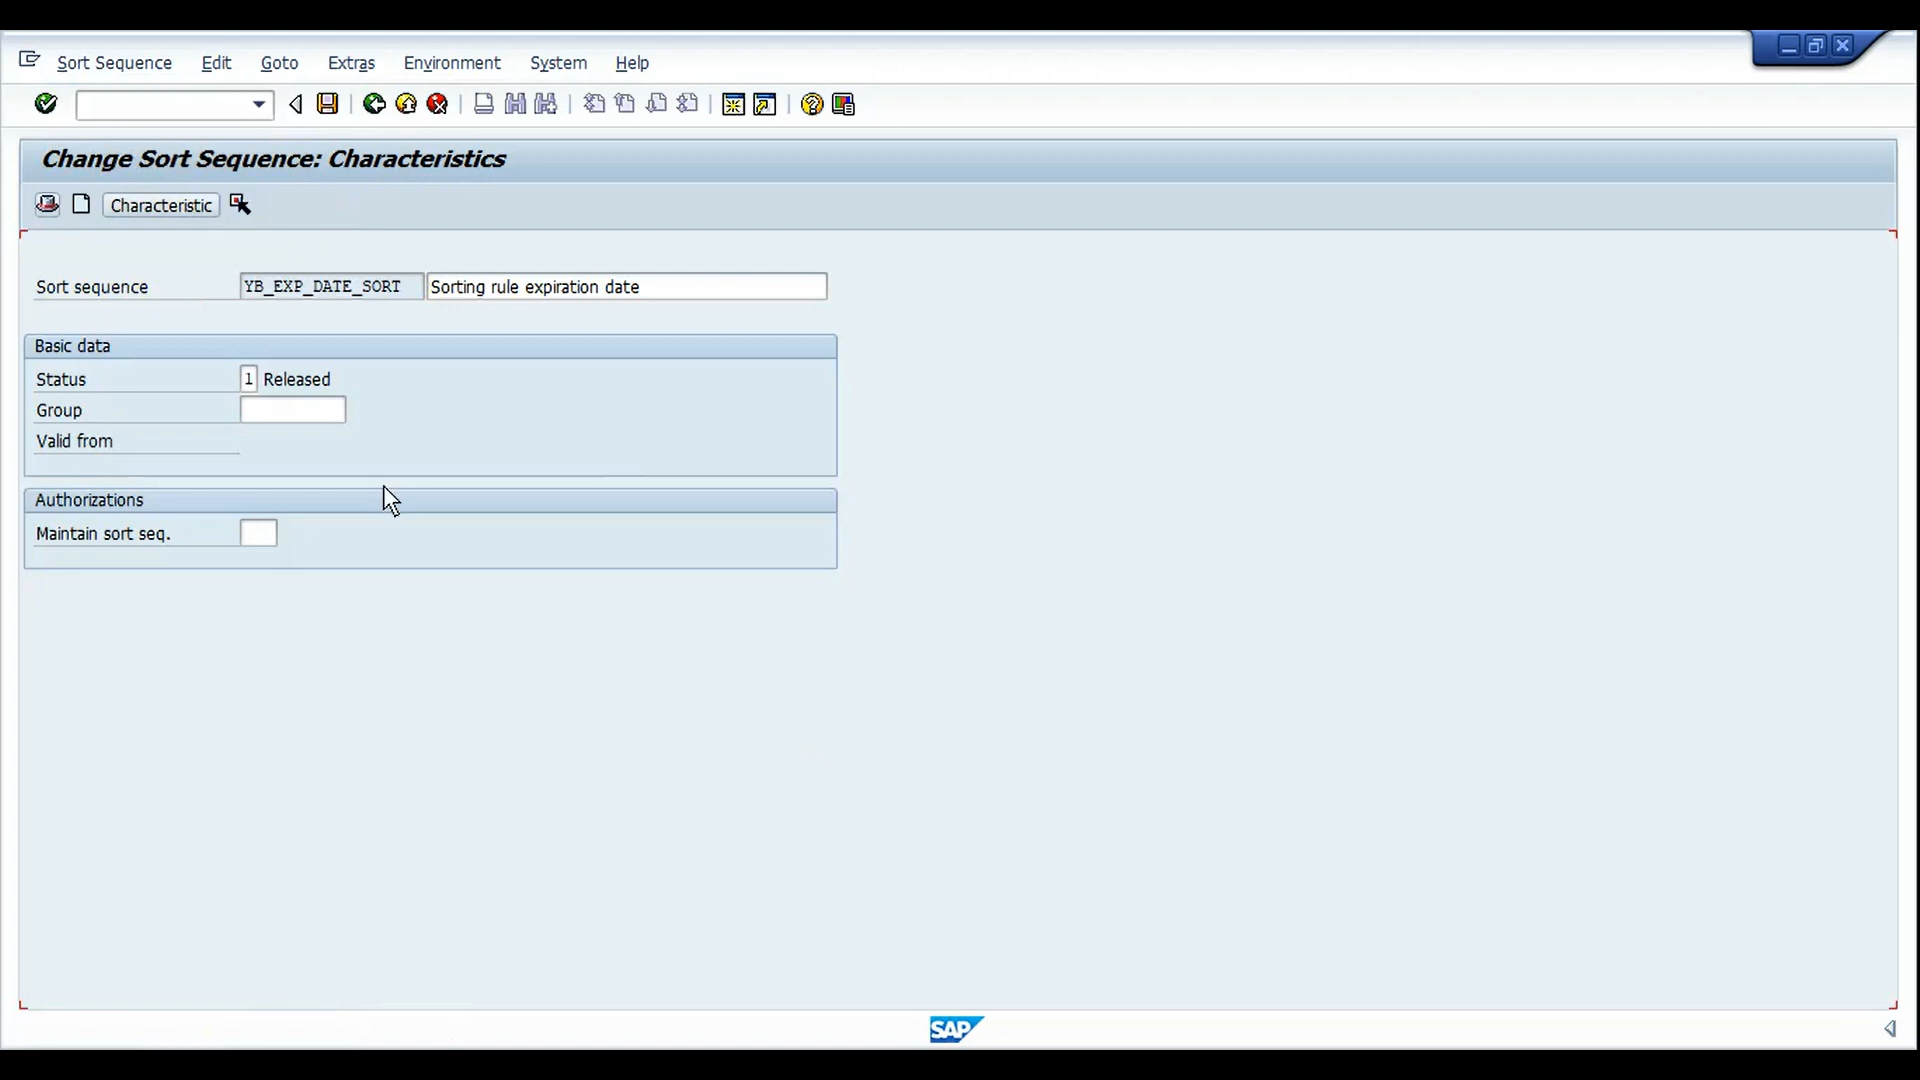 Sort Sequence Edit Goto Extras Environment System Help
Change Sort Sequence: Characteristics
Characteristic
Sort sequence YB_EXP_DATE_SORT Sorting rule expiration date
Basic data
Status 1 Released
Group
Valid from
Authorizations
Maintain sort seq.
SAP